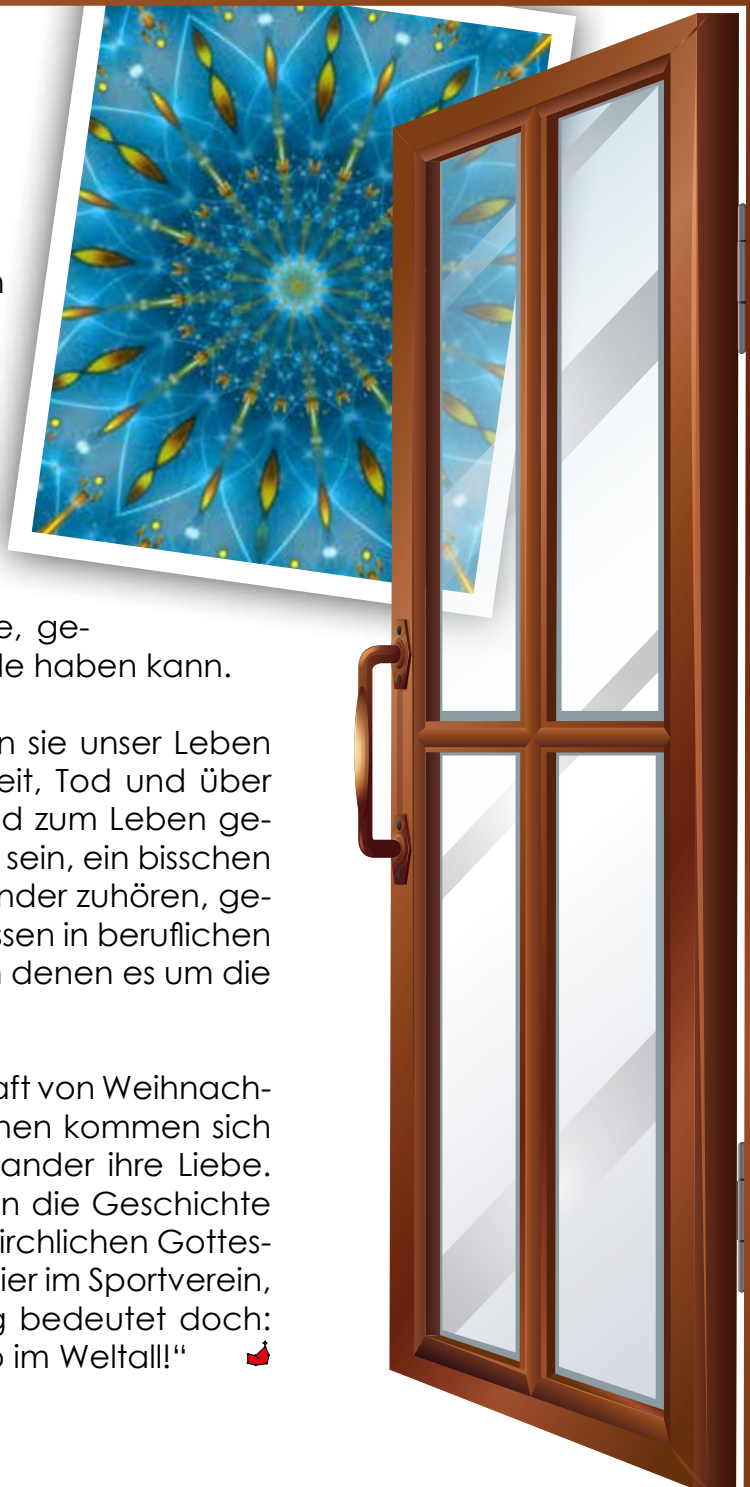 e, ge-
le haben kann.
n sie unser Leben
eit, Tod und über
d zum Leben ge-
sein, ein bisschen
nder zuhören, ge-
ssen in beruflichen
denen es um die
aft von Weihnach-
nen kommen sich
ander ihre Liebe.
n die Geschichte
irchlichen Gottes-
ier im Sportverein,
g bedeutet doch:
im Weltall!“